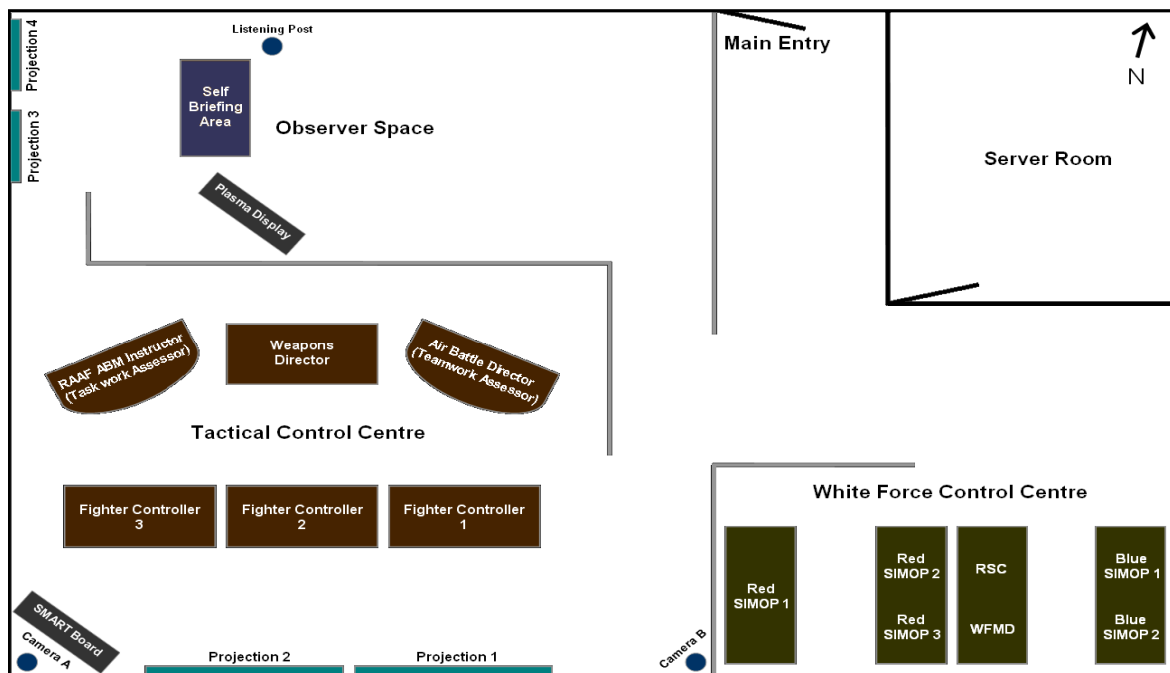 Projection 4
Projection 3
Listening Post
Self
Briefing
Area
Observer Space
Plasma Display
Main Entry
N
Server Room
RAAF ABM Instructor
(Task work Assessor)
Weapons
Director
Air Battle Director
(Teamwork Assessor)
Tactical Control Centre
Fighter Controller
3
Fighter Controller
2
Fighter Controller
1
SMART Board
Camera A
Projection 2
Projection 1
Camera B
White Force Control Centre
Red
SIMOP 1
Red
SIMOP 2
Red
SIMOP 3
RSC
WFMD
Blue
SIMOP 1
Blue
SIMOP 2